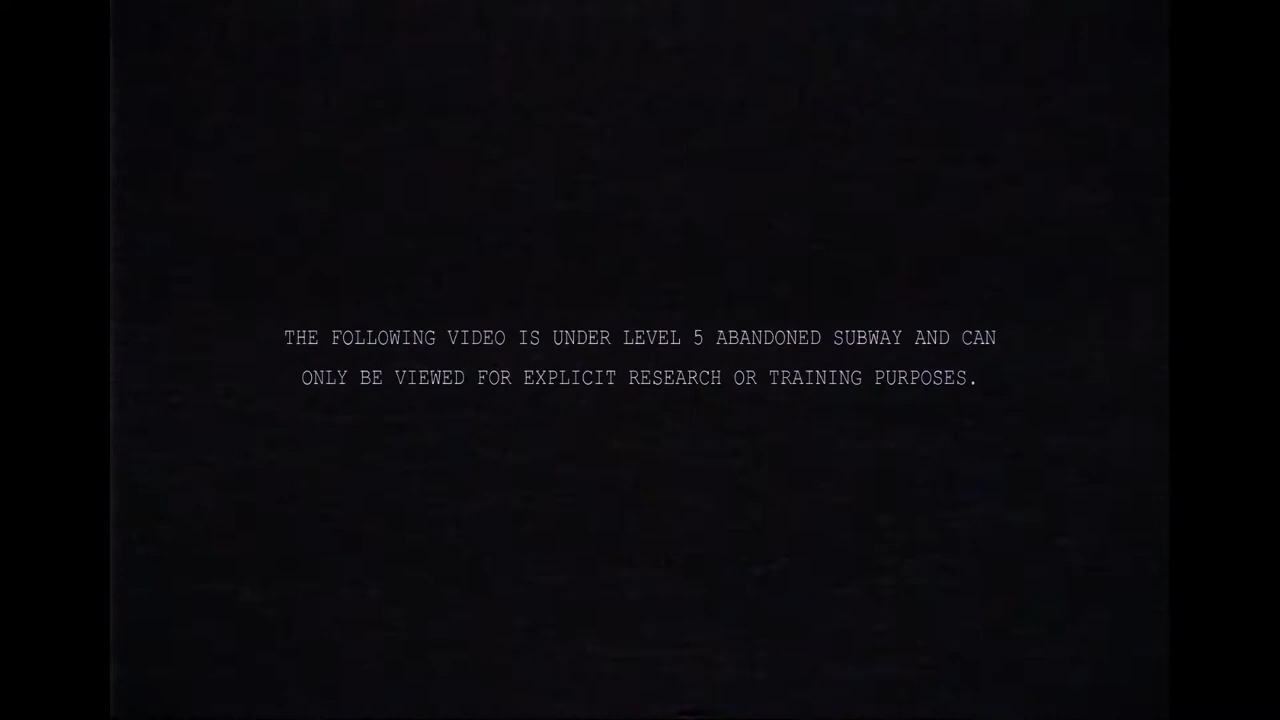 THE FOLLOWING VIDEO IS UNDER LEVEL 5 ABANDONED SUBWAY AND CAN
ONLY BE VIEWED FOR EXPLICIT RESEARCH OR TRAINING PURPOSES.